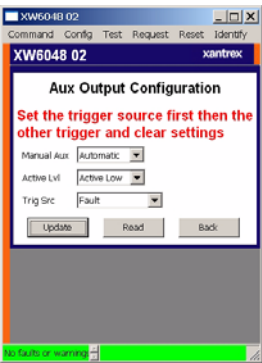 XW6048 02
Command Config Test Request Reset Identify
XW6048 02 xantrex
Aux Output Configuration
Set the trigger source first then the
other trigger and clear settings
Manual Aux Automatic
Active Lvl Active Low
Trig Src Fault
Update Read Back
No faults or warnings